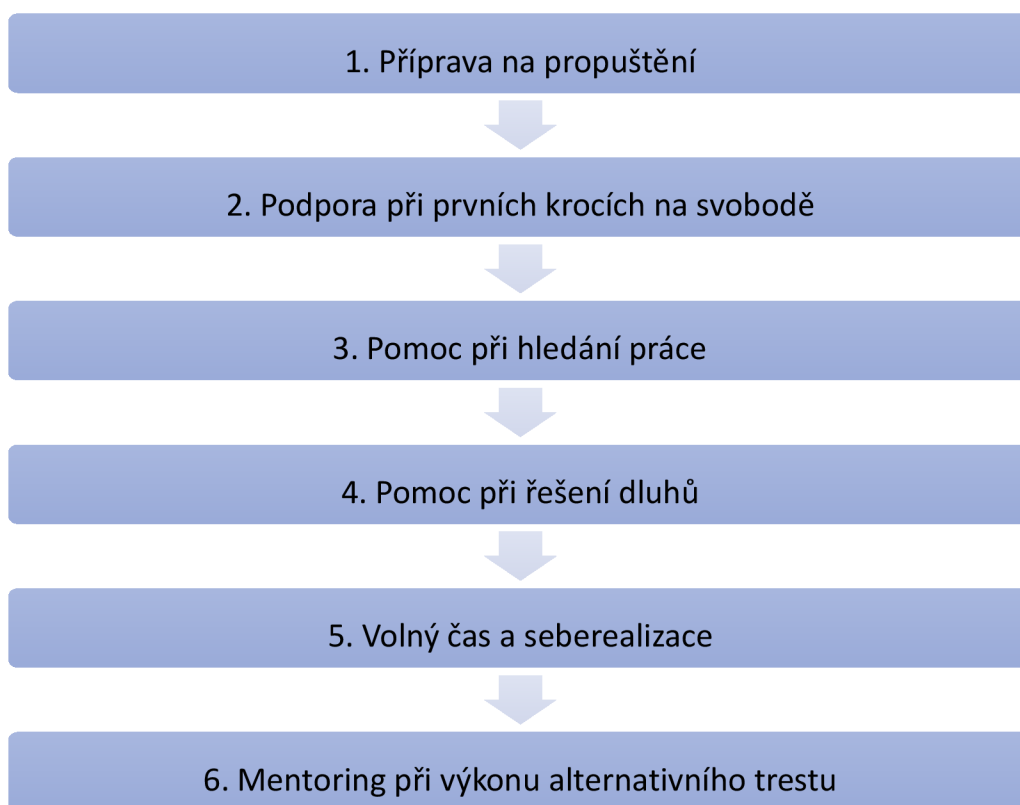 1. Příprava na propuštění
2. Podpora při prvních krocích na svobodě
3. Pomoc při hledání práce
4. Pomoc při řešení dluhů
5. Volný čas a seberealizace
6. Mentoring při výkonu alternativního trestu